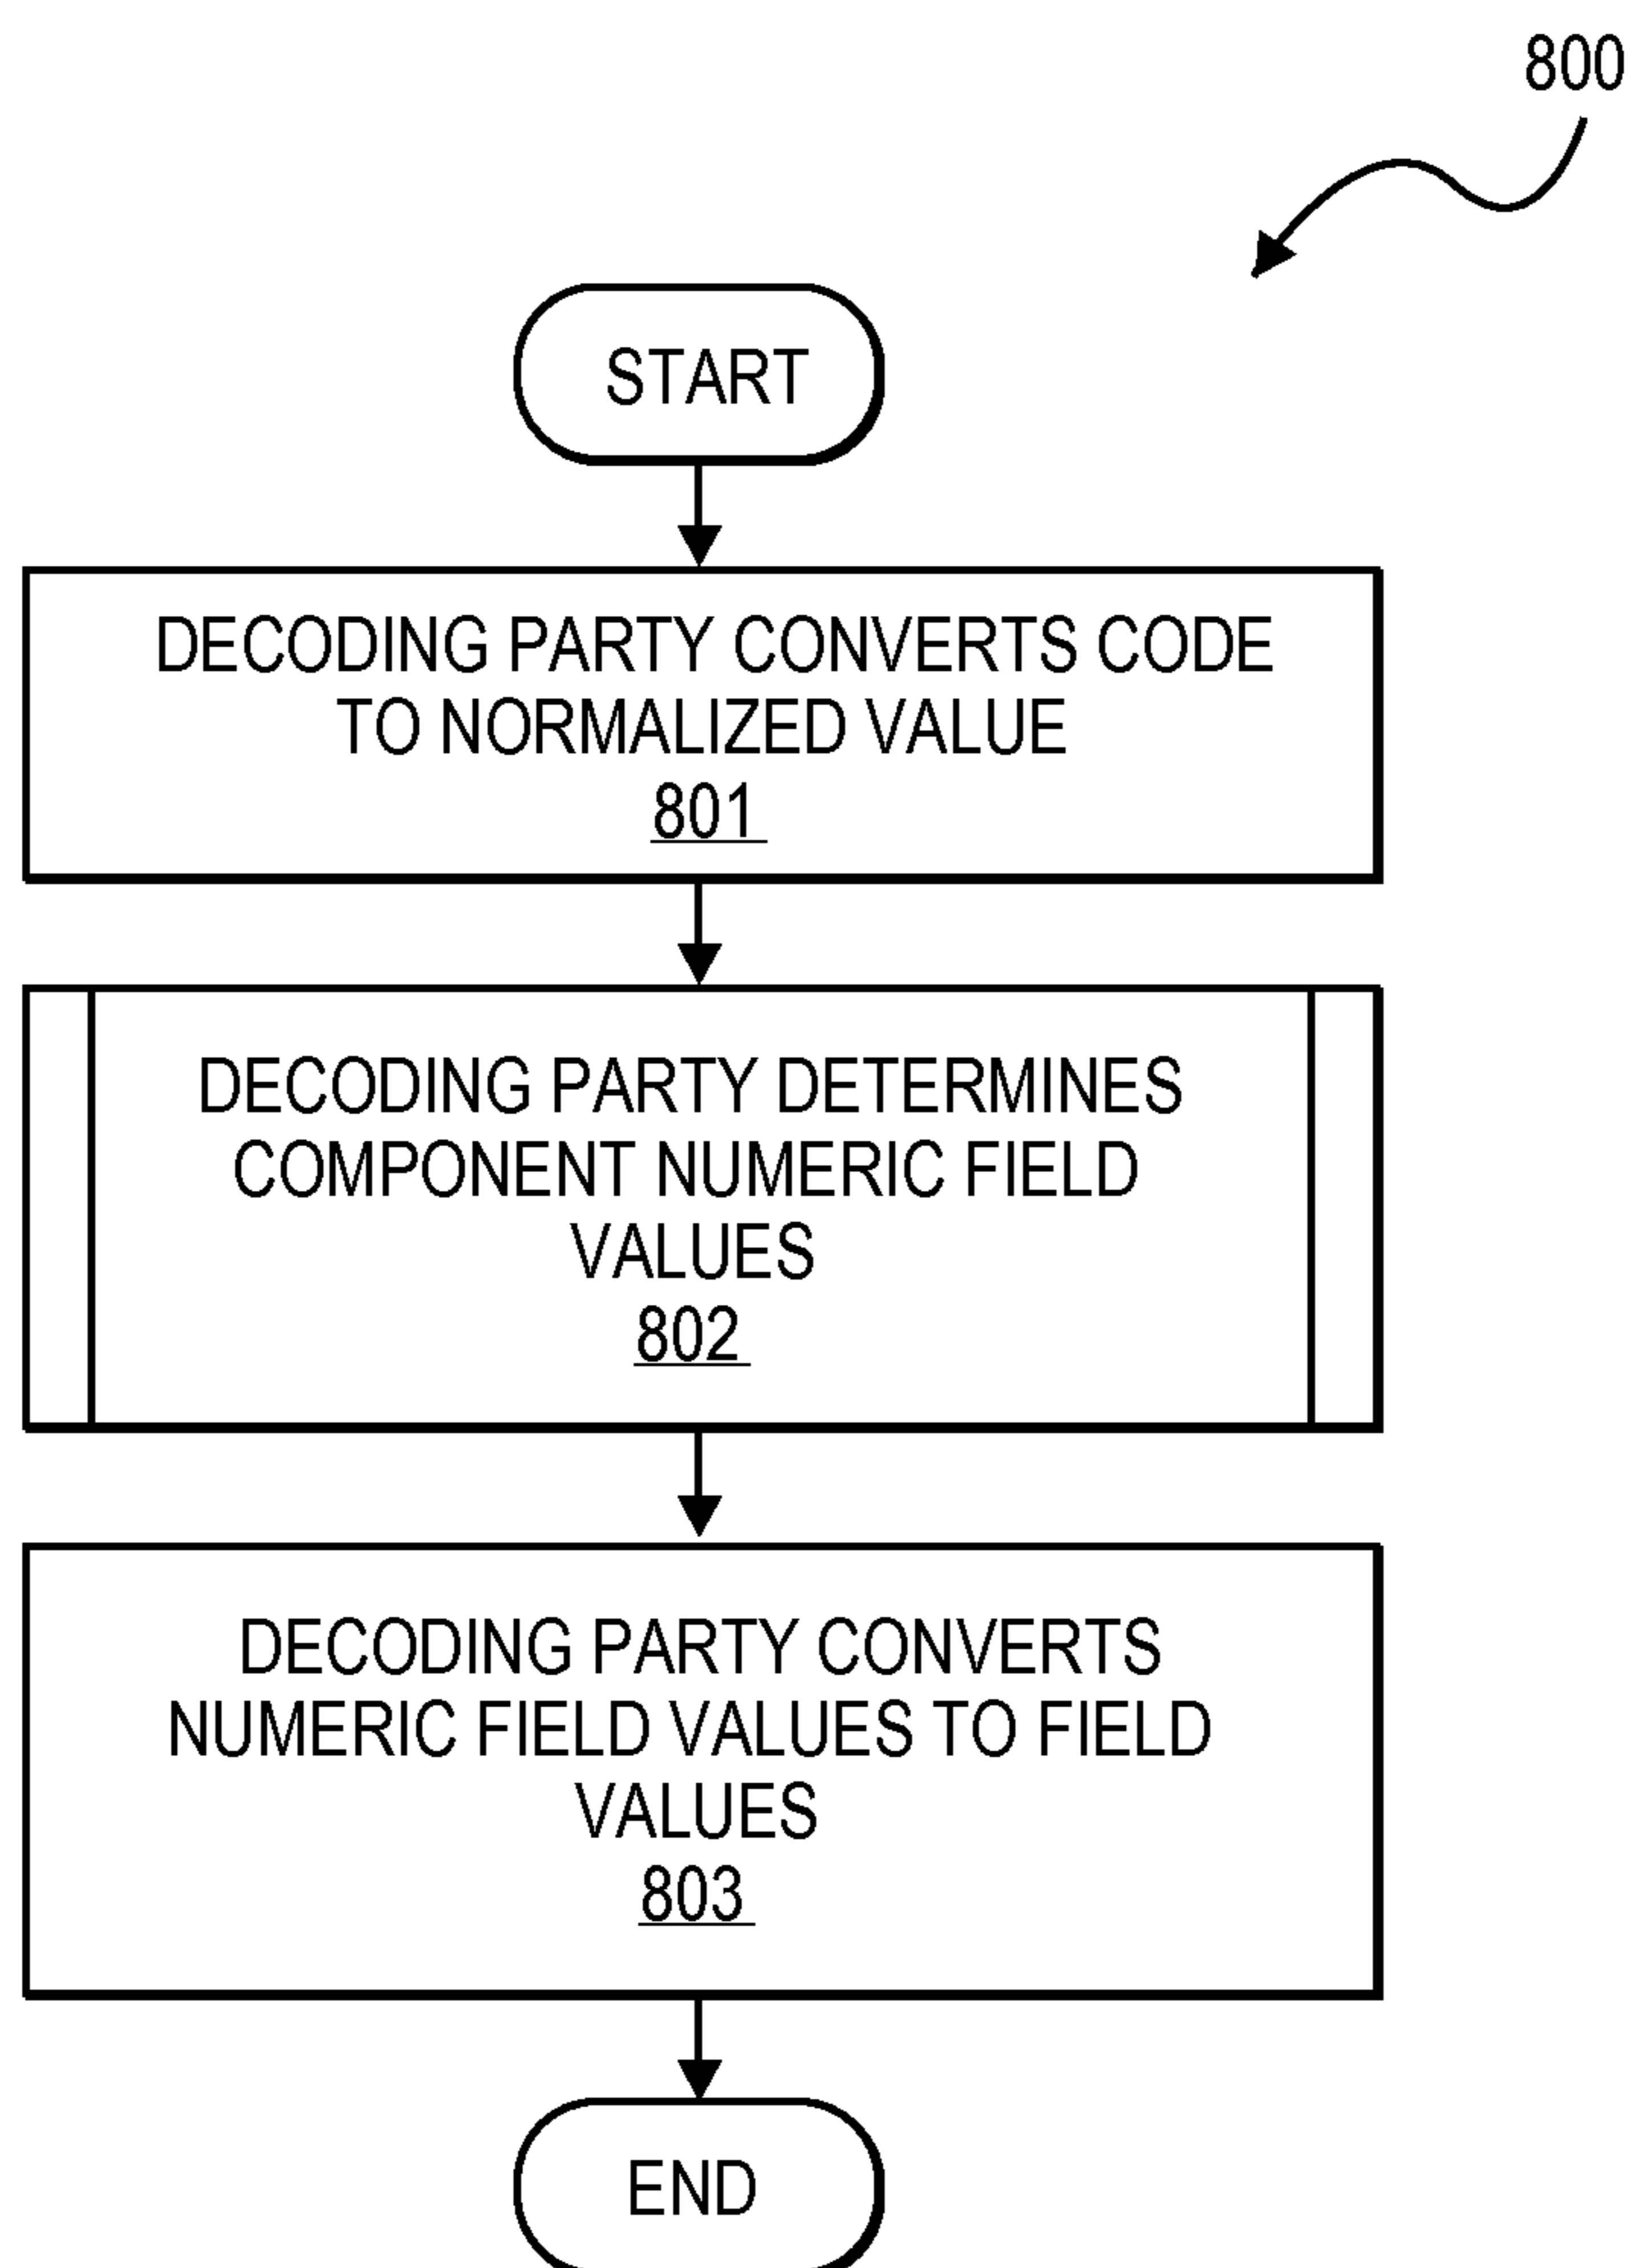 800
START
DECODING PARTY CONVERTS CODE
TO NORMALIZED VALUE
801
DECODING PARTY DETERMINES
COMPONENT NUMERIC FIELD
VALUES
802
DECODING PARTY CONVERTS
NUMERIC FIELD VALUES TO FIELD
VALUES
803
END